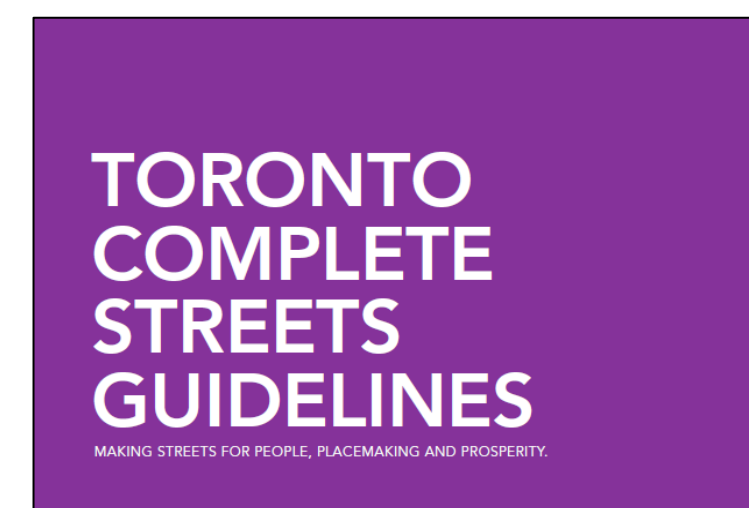 TORONTO
COMPLETE
STREETS
GUIDELINES
MAKING STREETS FOR PEOPLE, PLACEMAKING AND PROSPERITY.